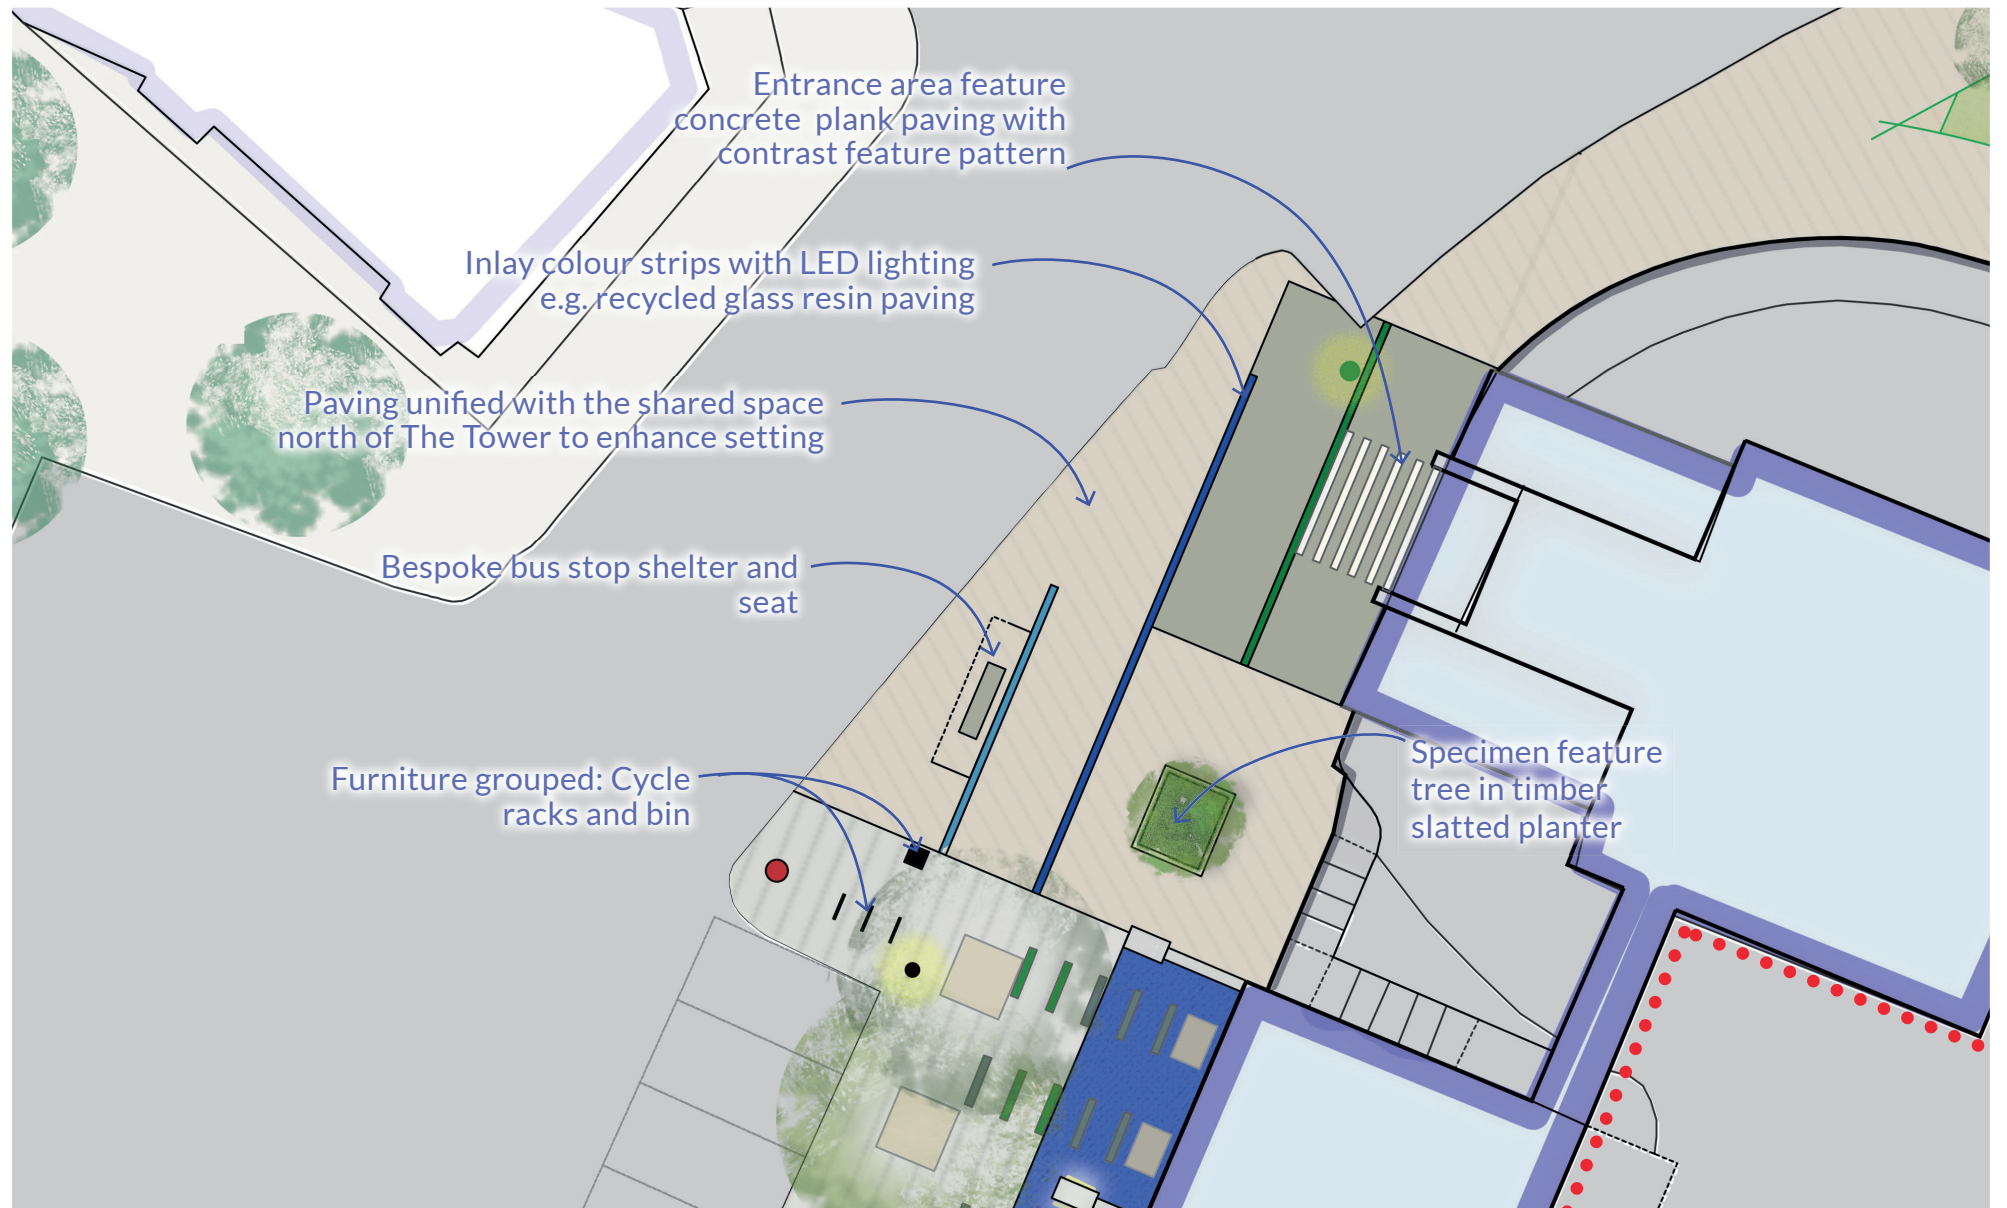 Entrance area feature
concrete plank paving with
contrast feature pattern
Inlay colour strips with LED lighting
e.g. recycled glass resin paving
Paving unified with the shared space
north of The Tower to enhance setting
Bespoke bus stop shelter and
seat
Furniture grouped: Cycle
racks and bin
Specimen feature
tree in timber
slatted planter